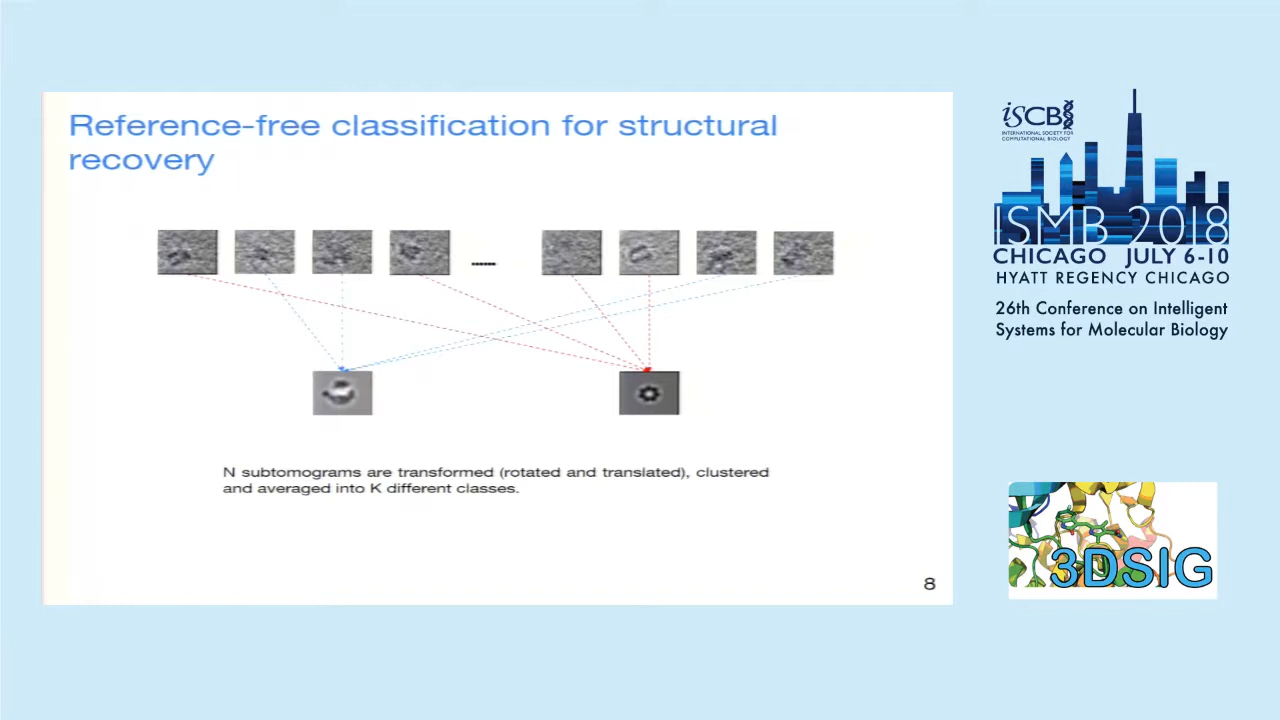 Reference-free classification for structural
recovery
......
N subtomograms are transformed (rotated and translated), clustered
and averaged into K different classes.
8
ISCB
INTERNATIONAL SOCIETY FOR
COMPUTATIONAL BIOLOGY
ISMB 2018
CHICAGO JULY 6-10
HYATT REGENCY CHICAGO
26th Conference on Intelligent
Systems for Molecular Biology
3DSIG